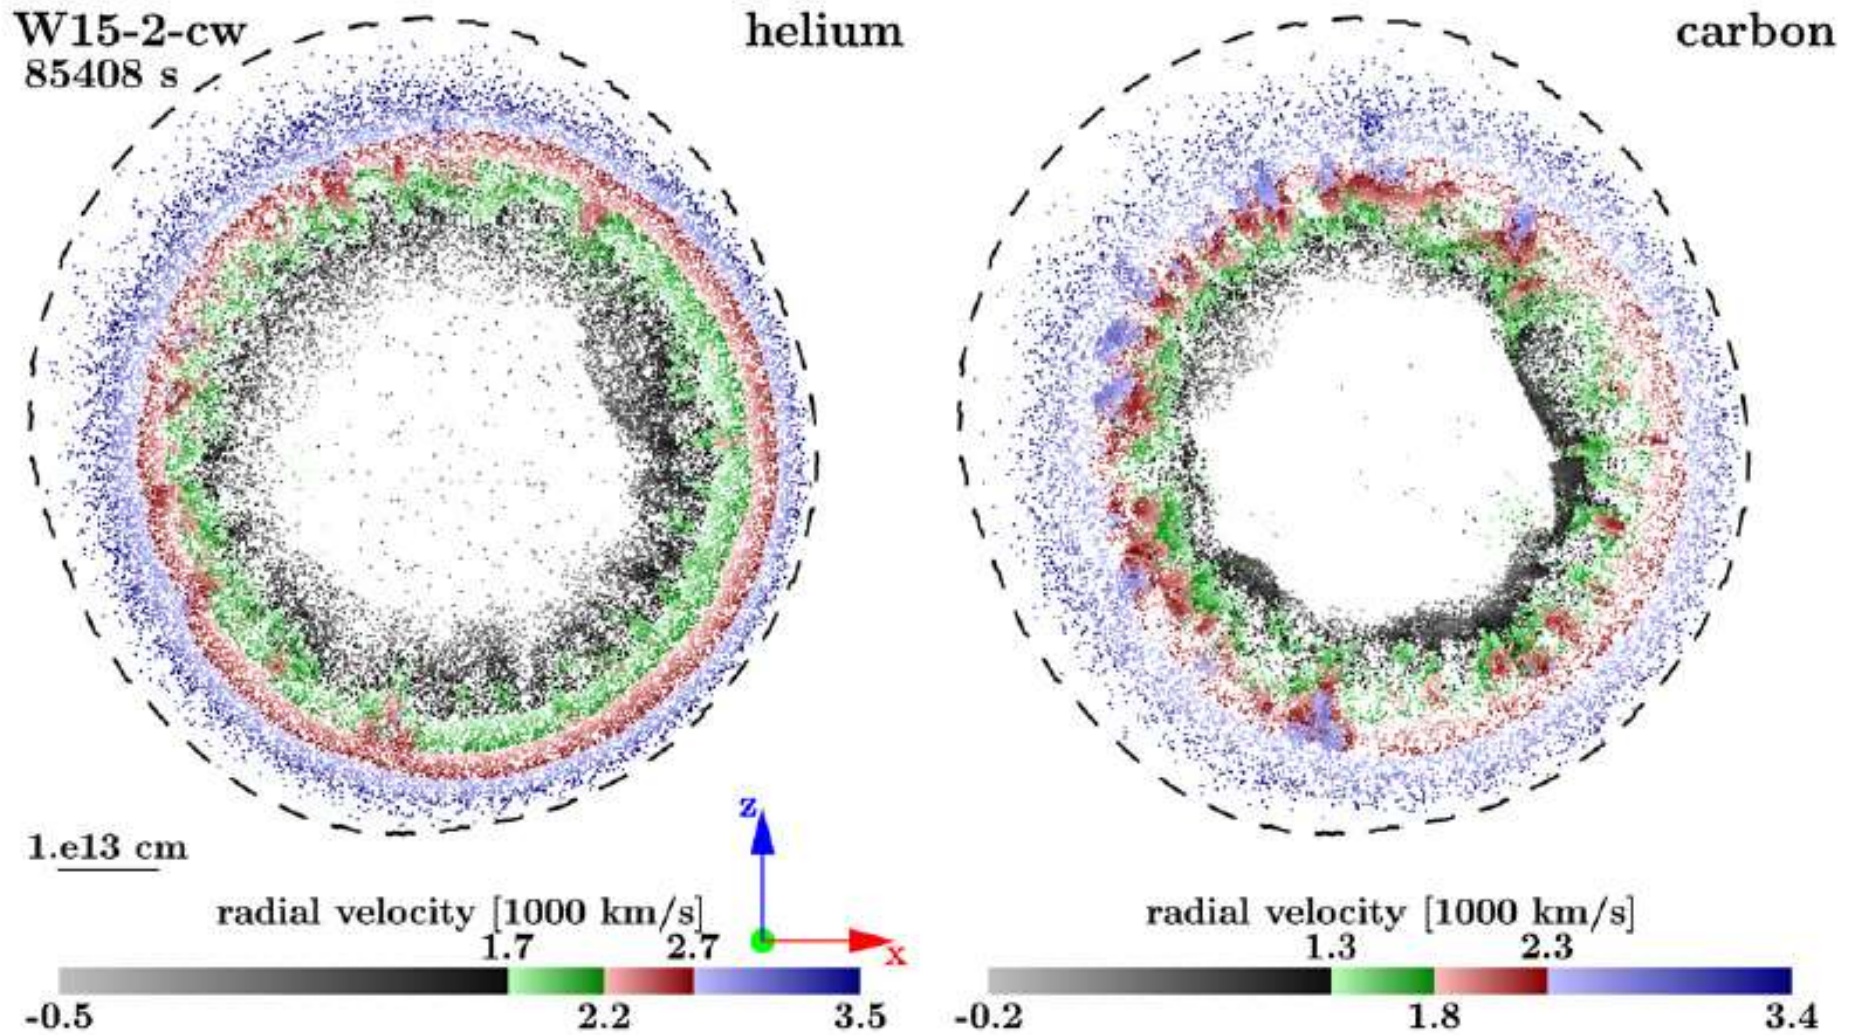 W15-2-cw
85408 s
helium
carbon
1.e13 cm
z
x
radial velocity [1000 km/s]
1.7 2.7
-0.5 2.2 3.5
radial velocity [1000 km/s]
1.3 2.3
-0.2 1.8 3.4